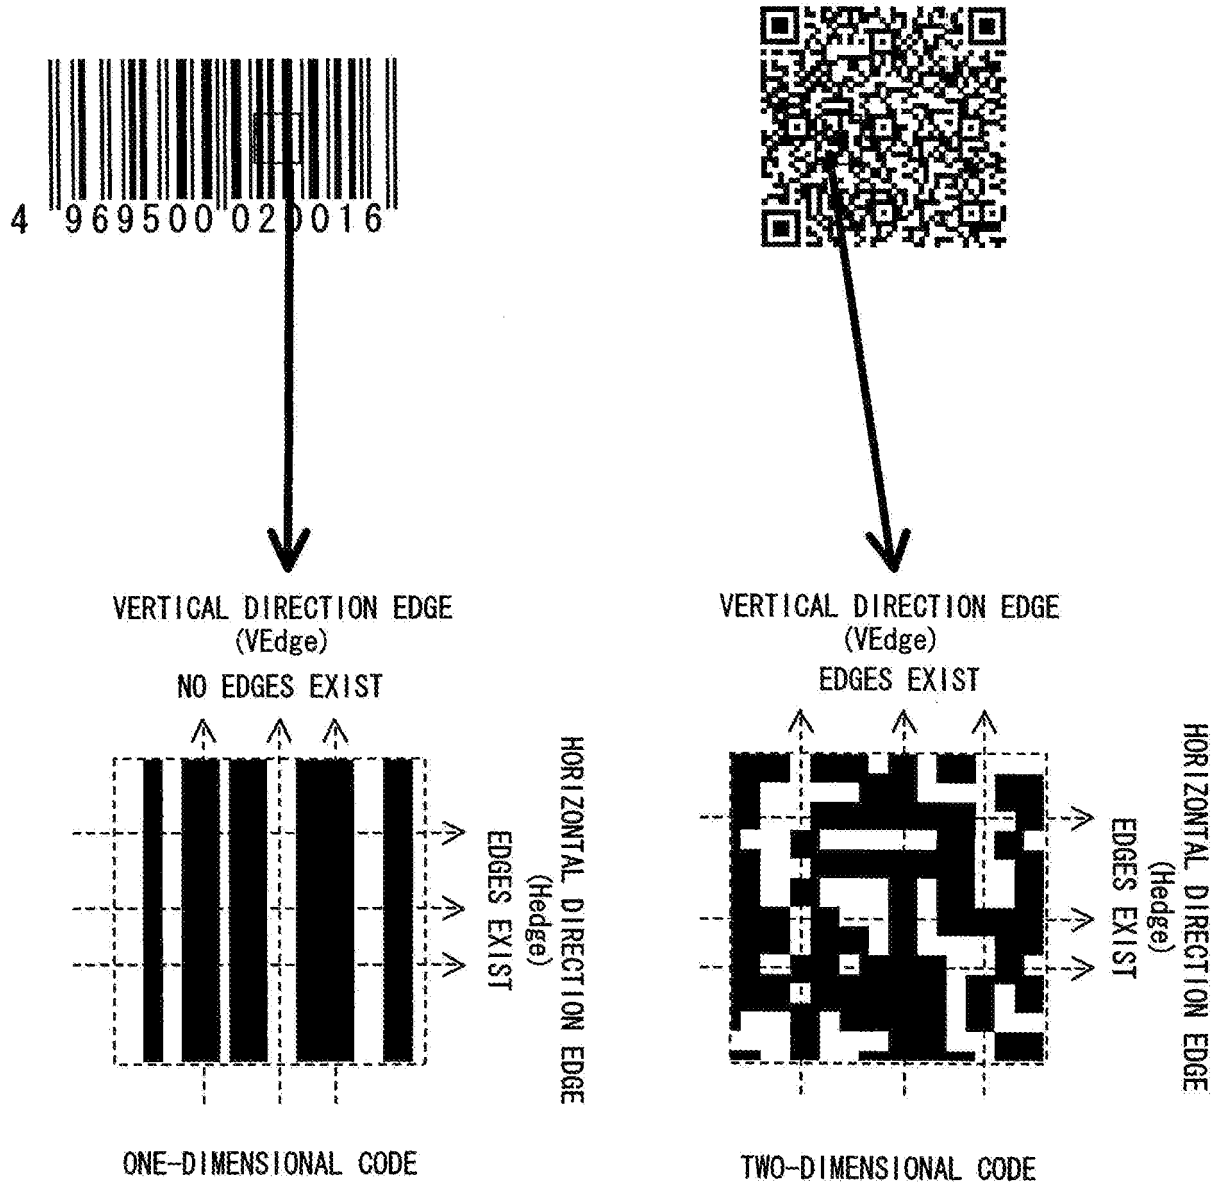 4 969500 020016
VERTICAL DIRECTION EDGE
(VEdge)
NO EDGES EXIST
HORIZONTAL DIRECTION EDGE
(Hedge)
EDGES EXIST
ONE-DIMENSIONAL CODE
VERTICAL DIRECTION EDGE
(VEdge)
EDGES EXIST
HORIZONTAL DIRECTION EDGE
(Hedge)
EDGES EXIST
TWO-DIMENSIONAL CODE